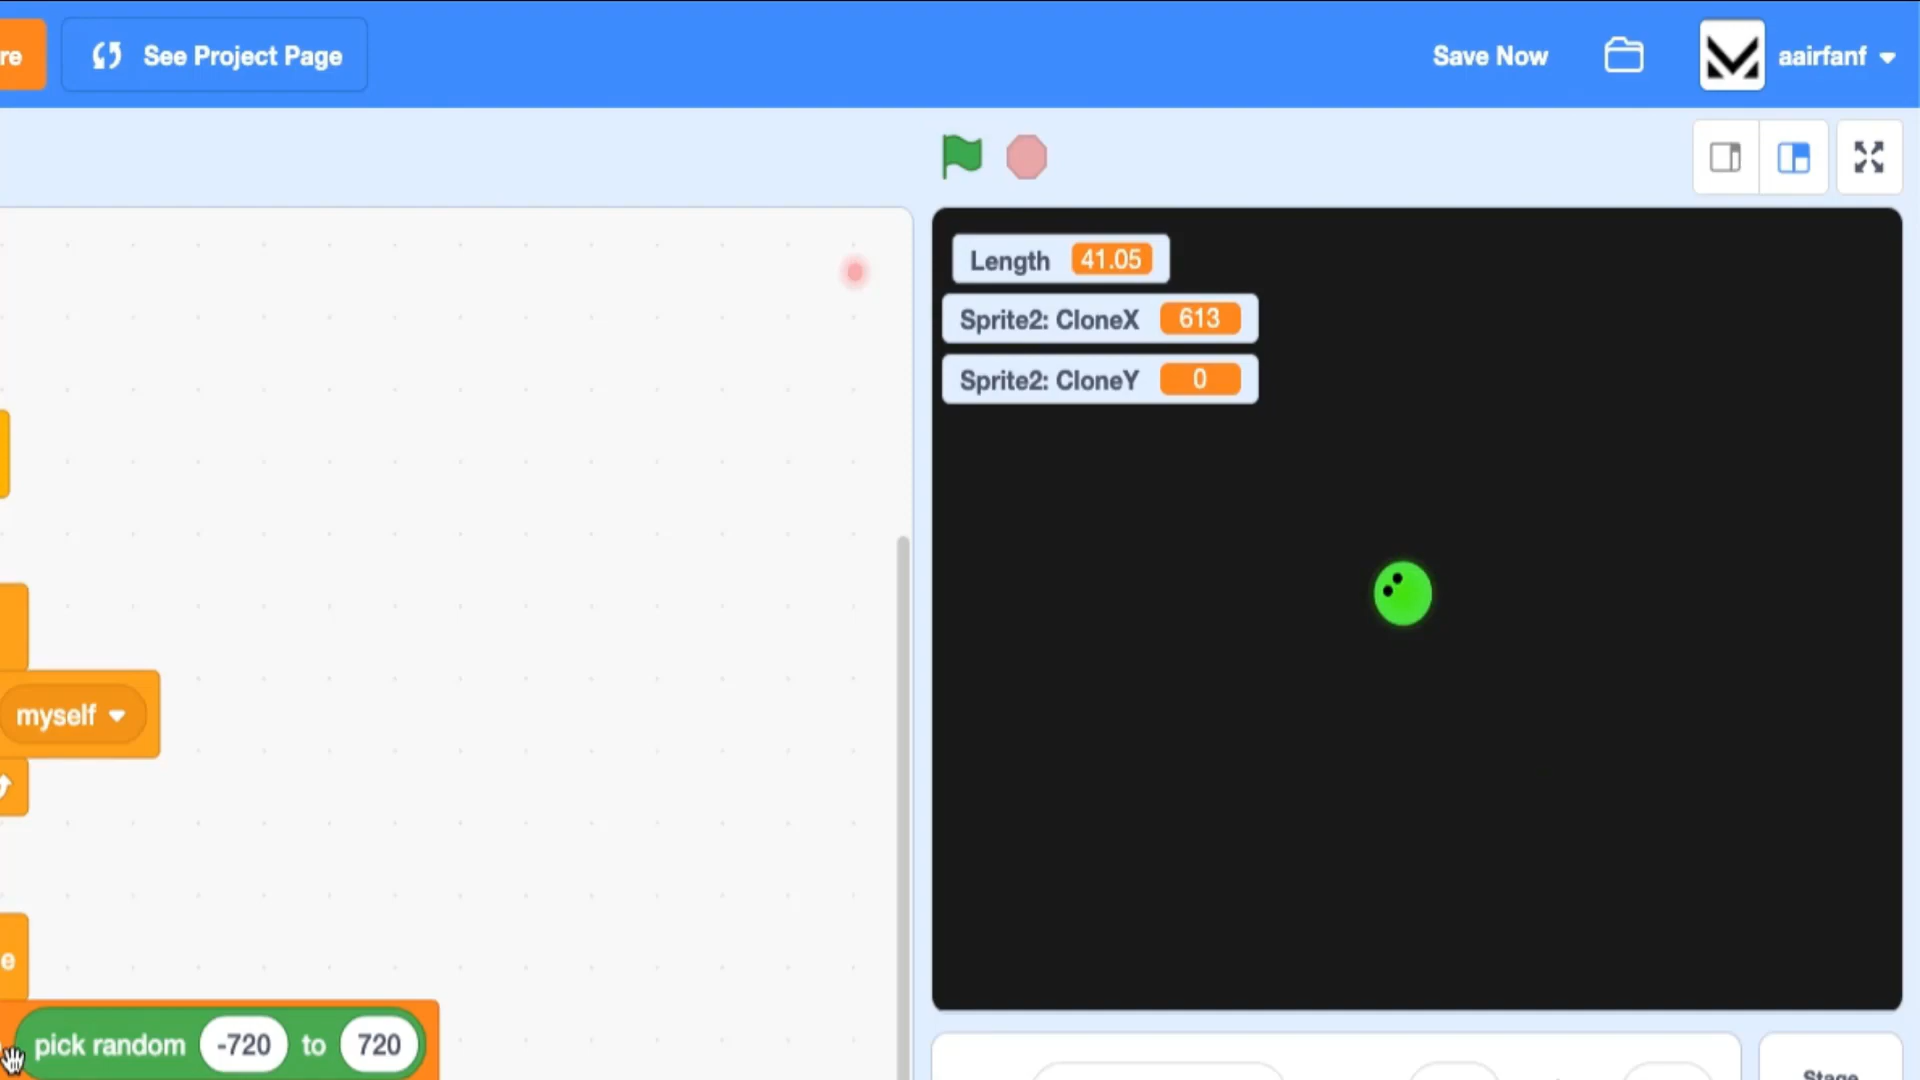 re
See Project Page
Save Now
aairfanf
Length 41.05
Sprite2: CloneX 613
Sprite2: CloneY 0
myself
e
pick random -720 to 720
Stage